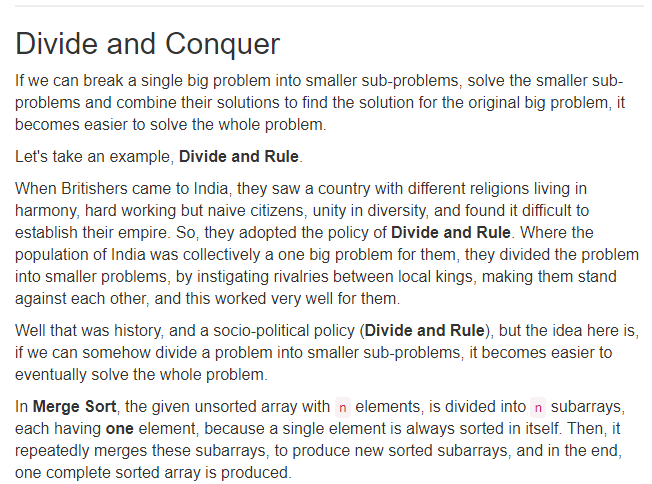 Divide and Conquer
If we can break a single big problem into smaller sub-problems, solve the smaller sub-
problems and combine their solutions to find the solution for the original big problem, it
becomes easier to solve the whole problem.
Let's take an example, Divide and Rule.
When Britishers came to India, they saw a country with different religions living in
harmony, hard working but naive citizens, unity in diversity, and found it difficult to
establish their empire. So, they adopted the policy of Divide and Rule. Where the
population of India was collectively a one big problem for them, they divided the problem
into smaller problems, by instigating rivalries between local kings, making them stand
against each other, and this worked very well for them.
Well that was history, and a socio-political policy (Divide and Rule), but the idea here is,
if we can somehow divide a problem into smaller sub-problems, it becomes easier to
eventually solve the whole problem.
In Merge Sort, the given unsorted array with n elements, is divided into n subarrays,
each having one element, because a single element is always sorted in itself. Then, it
repeatedly merges these subarrays, to produce new sorted subarrays, and in the end,
one complete sorted array is produced.